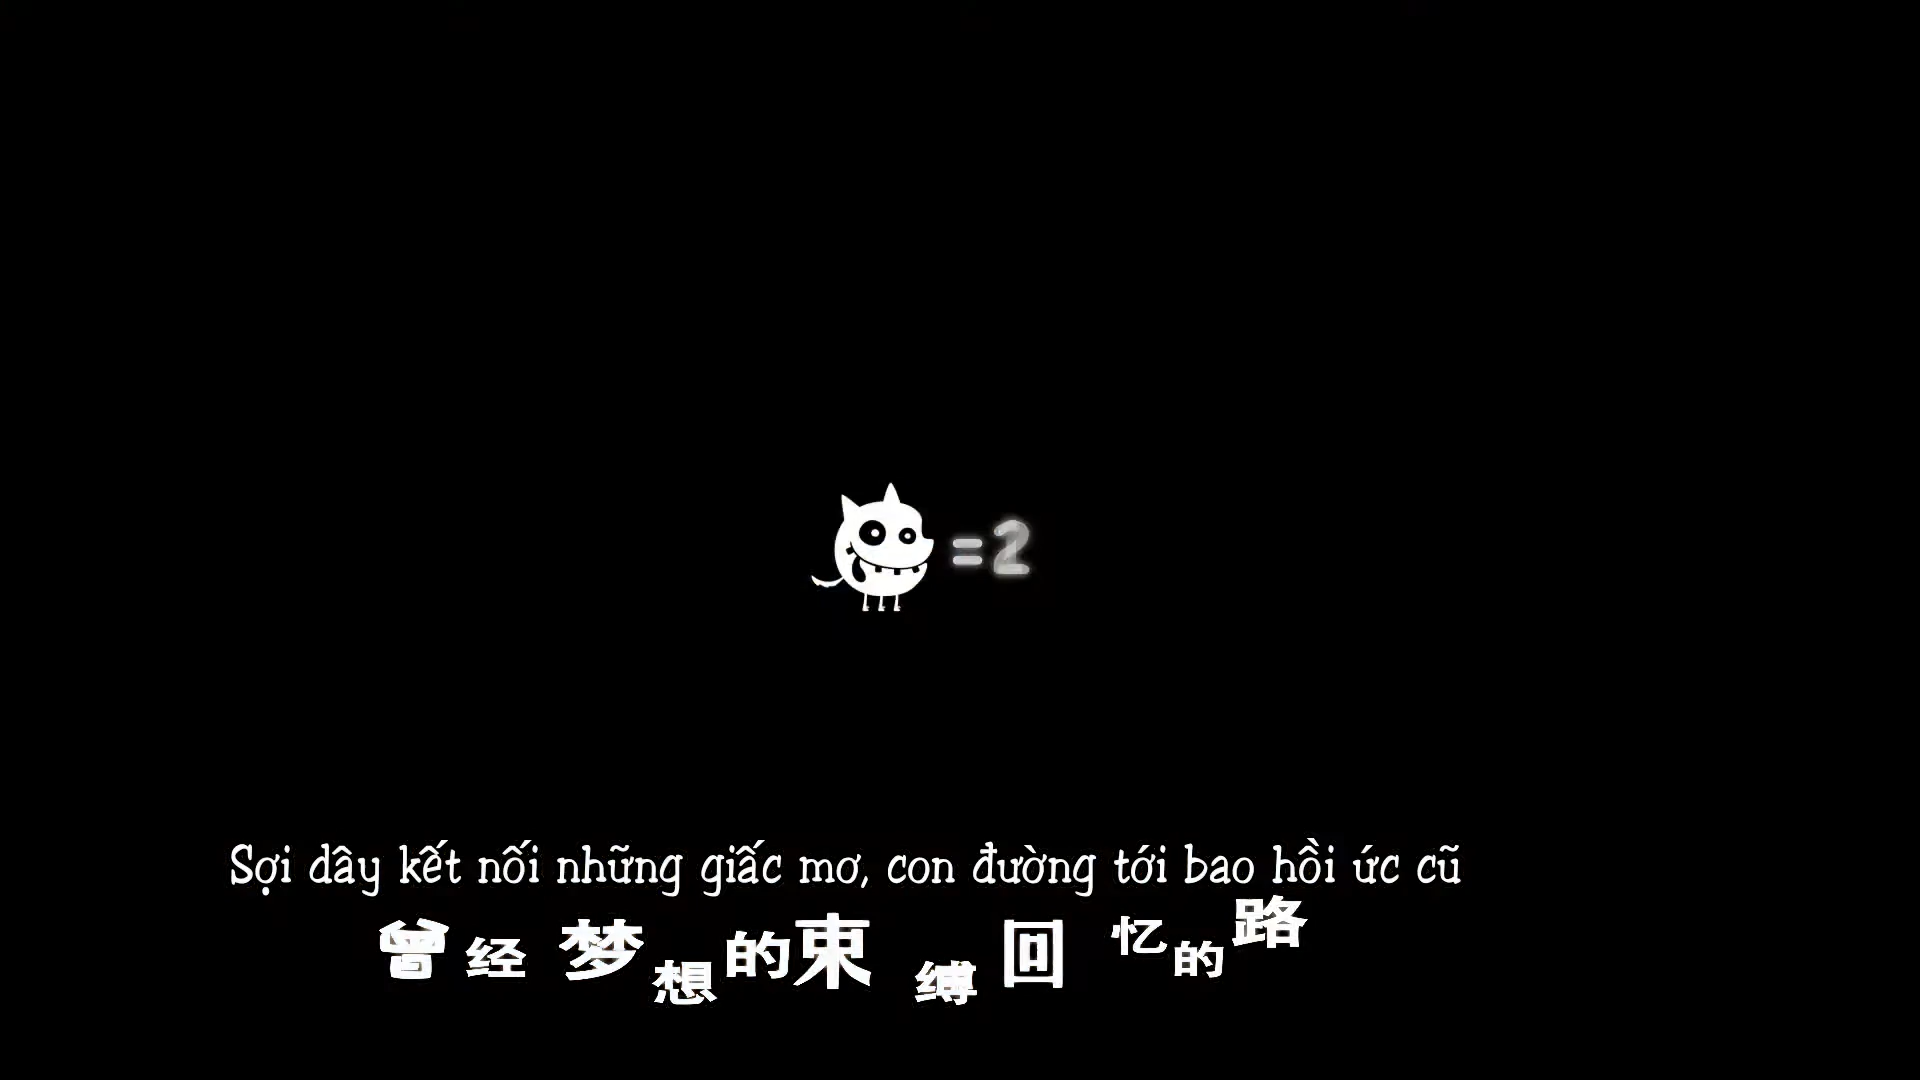 =2
Sợi dây kết nối những giấc mơ, con đường tới bao hồi ức cũ
曾经 梦想的束缚 回忆的路